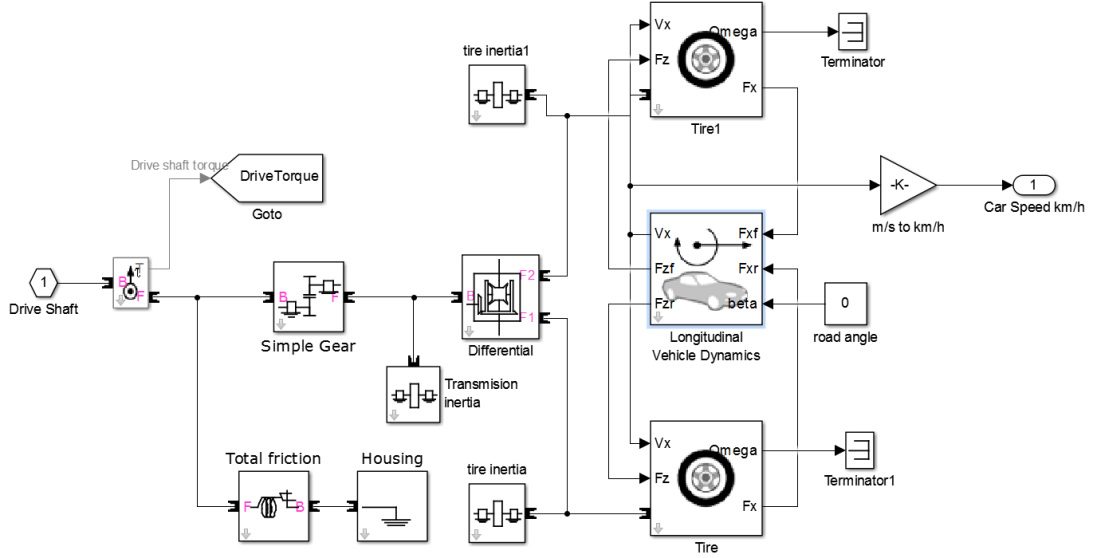 Vx
Omega
tire inertia1
Fz
Terminator
Fx
Tire1
Drive shaft torque
DriveTorque
Goto
-K-
1
Car Speed km/h
m/s to km/h
Vx
Fxf
τ
B
F
1
Drive Shaft
B
F
Simple Gear
B
F2
F1
Differential
Fzf
Fxr
Fzr
beta
0
road angle
Longitudinal
Vehicle Dynamics
Transmision
inertia
Vx
Omega
Total friction
Housing
tire inertia
Fz
Terminator1
F
B
Fx
Tire